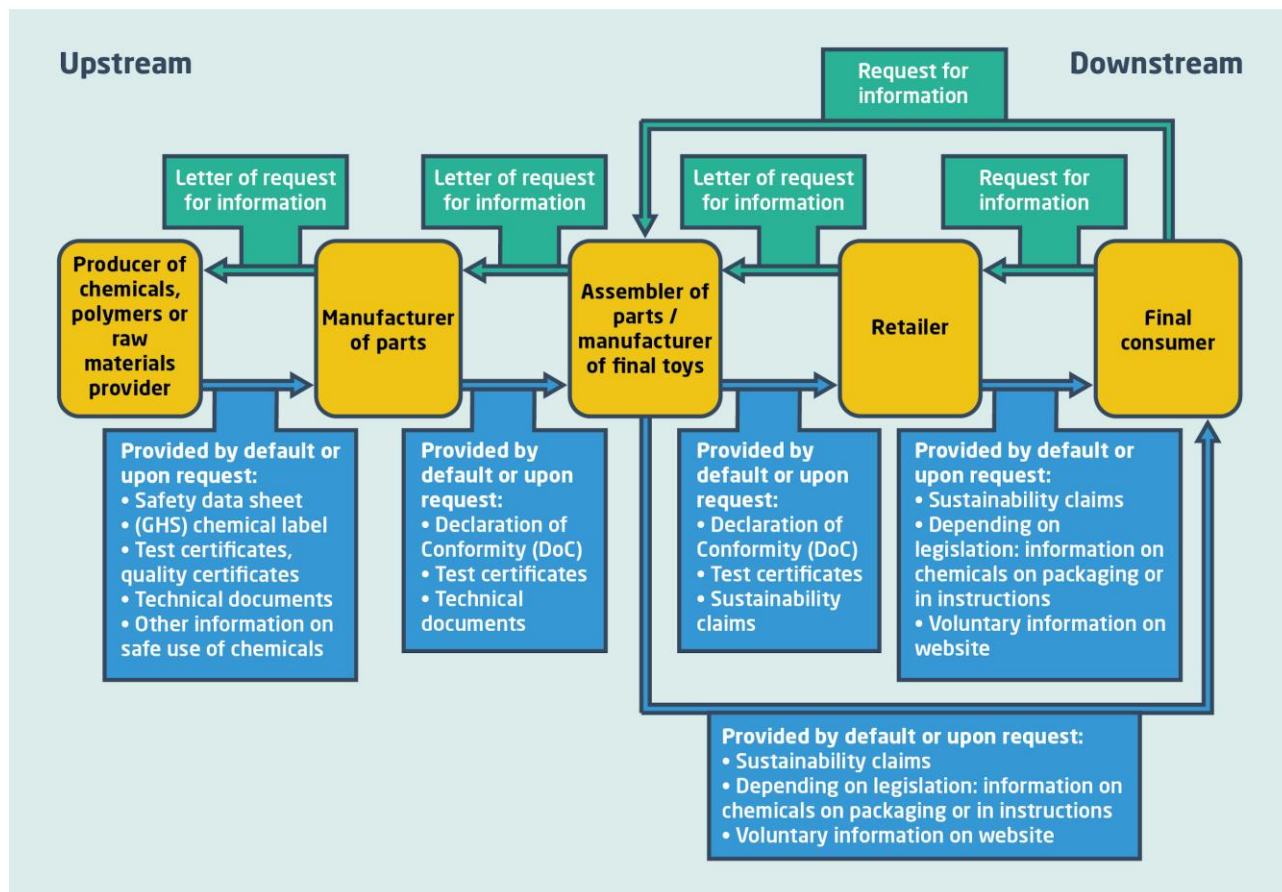 Upstream
Downstream
Request for
information
Letter of request
for information
Letter of request
for information
Letter of request
for information
Request for
information
Producer of
chemicals,
polymers or
raw
materials
provider
Manufacturer
of parts
Assembler of
parts /
manufacturer
of final toys
Retailer
Final
consumer
Provided by default or
upon request:
• Safety data sheet
• (GHS) chemical label
• Test certificates,
quality certificates
• Technical documents
• Other information on
safe use of chemicals
Provided by
default or upon
request:
• Declaration of
Conformity (DoC)
• Test certificates
• Technical
documents
Provided by
default or upon
request:
• Declaration of
Conformity (DoC)
• Test certificates
• Sustainability
claims
Provided by default or
upon request:
• Sustainability claims
• Depending on
legislation: information on
chemicals on packaging or
in instructions
• Voluntary information on
website
Provided by default or upon request:
• Sustainability claims
• Depending on legislation: information on
chemicals on packaging or in instructions
• Voluntary information on website